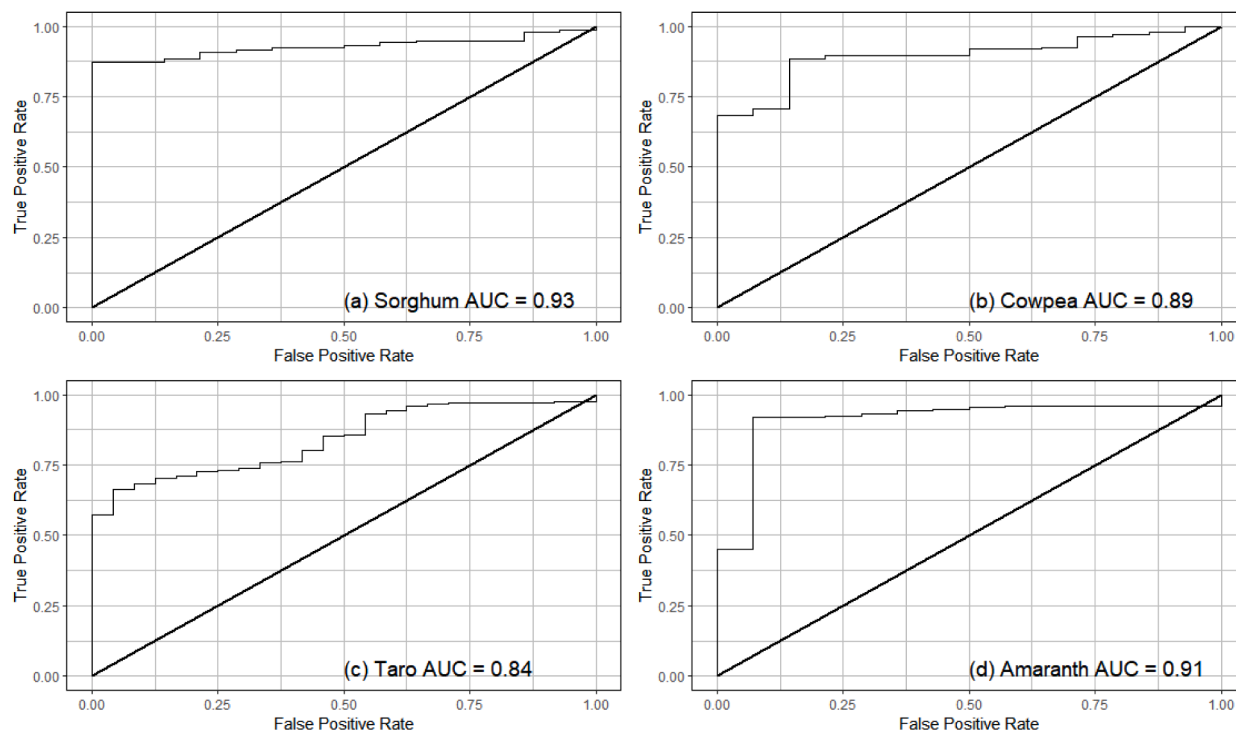 1.00
0.75
0.50
0.25
0.00
True Positive Rate
(a) Sorghum AUC = 0.93
0.00 0.25 0.50 0.75 1.00
False Positive Rate
1.00
0.75
0.50
0.25
0.00
True Positive Rate
(b) Cowpea AUC = 0.89
0.00 0.25 0.50 0.75 1.00
False Positive Rate
1.00
0.75
0.50
0.25
0.00
True Positive Rate
(c) Taro AUC = 0.84
0.00 0.25 0.50 0.75 1.00
False Positive Rate
1.00
0.75
0.50
0.25
0.00
True Positive Rate
(d) Amaranth AUC = 0.91
0.00 0.25 0.50 0.75 1.00
False Positive Rate